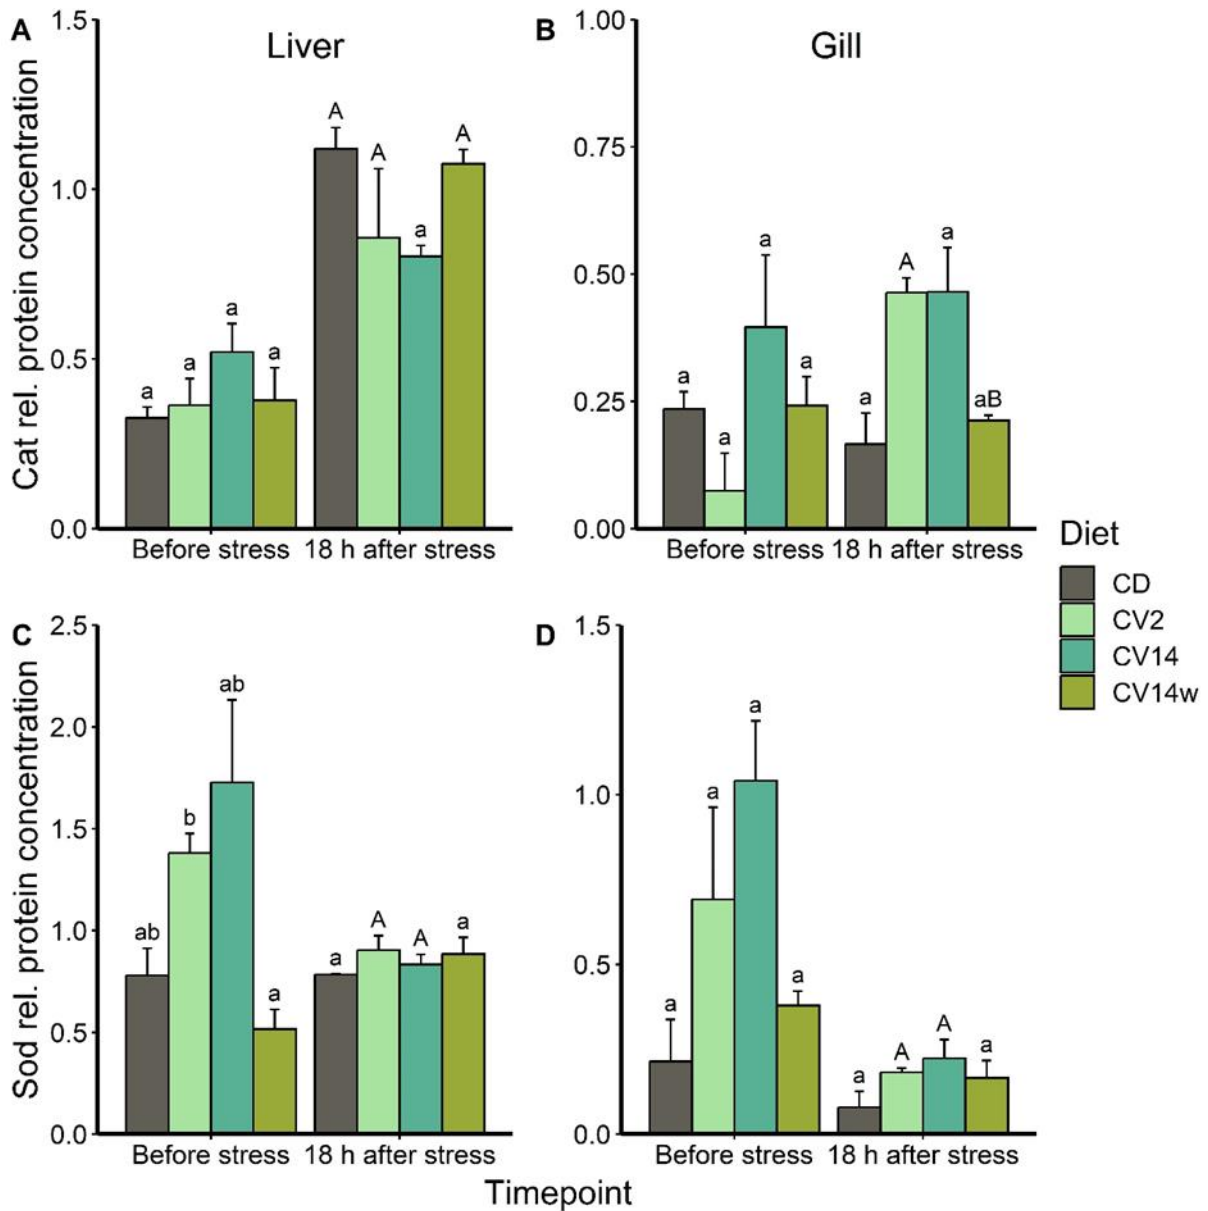 A
Liver
Cat rel. protein concentration
1.5
1.0
0.5
0.0
a
a
a
a
A
A
a
A
Before stress
18 h after stress
B
Gill
1.00
0.75
0.50
0.25
0.00
a
a
a
a
a
A
a
aB
Before stress
18 h after stress
C
Sod rel. protein concentration
2.5
2.0
1.5
1.0
0.5
0.0
ab
b
ab
a
a
A
A
a
Before stress
18 h after stress
D
1.5
1.0
0.5
0.0
a
a
a
a
a
A
A
a
Before stress
18 h after stress
Timepoint
Diet
CD
CV2
CV14
CV14w